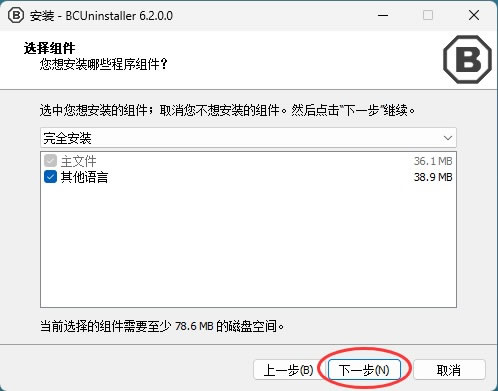 安装 - BCUninstaller 6.2.0.0
选择组件
您想安装哪些程序组件?
B
选中您想安装的组件；取消您不想安装的组件。然后点击“下一步”继续。
完全安装
主文件 36.1 MB
其他语言 38.9 MB
当前选择的组件需要至少 78.6 MB 的磁盘空间。
上一步(B) 下一步(N) 取消